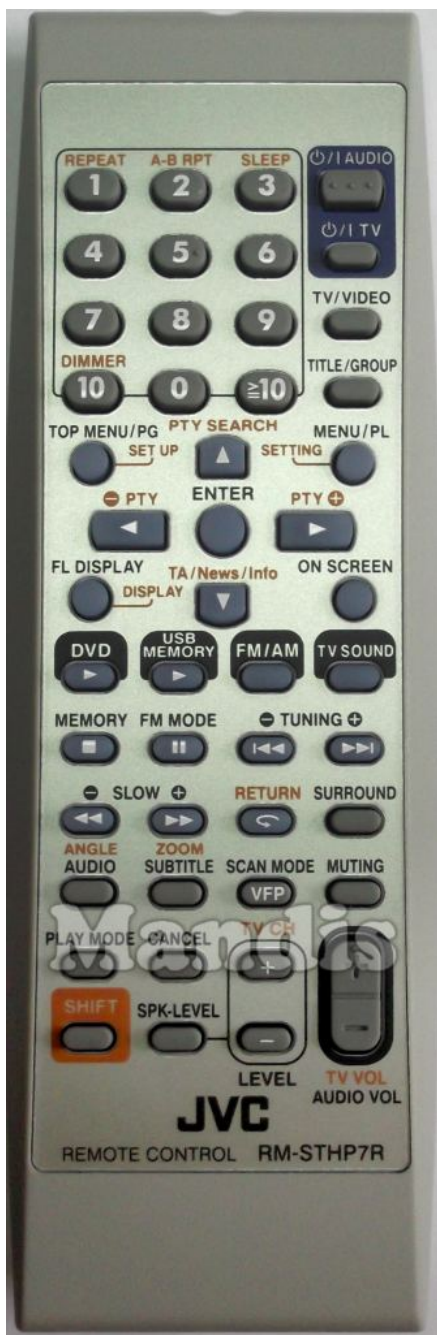 REPEAT A-B RPT SLEEP ⏻/I AUDIO
1 2 3
⏻/I TV
4 5 6
TV/VIDEO
7 8 9
DIMMER TITLE/GROUP
10 0 ≧10
TOP MENU/PG PTY SEARCH MENU/PL
SET UP SETTING
PTY ENTER PTY
FL DISPLAY TA/News/Info ON SCREEN
DISPLAY
DVD USB MEMORY FM/AM TV SOUND
MEMORY FM MODE TUNING
SLOW RETURN SURROUND
ANGLE ZOOM
AUDIO SUBTITLE SCAN MODE MUTING
VFP
Mandis
PLAY MODE CANCEL TV CH
+ +
SHIFT SPK-LEVEL
− −
LEVEL TV VOL
AUDIO VOL
JVC
REMOTE CONTROL RM-STHP7R